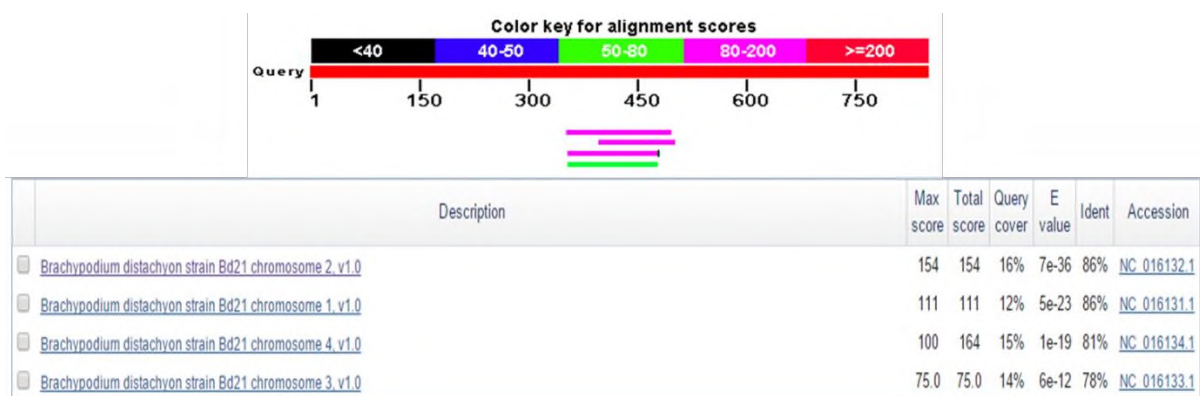 Color key for alignment scores
<40 40-50 50-80 80-200 >=200
Query
1 150 300 450 600 750
Description Max score Total score Query cover E value Ident Accession
Brachypodium distachyon strain Bd21 chromosome 2, v1.0 154 154 16% 7e-36 86% NC_016132.1
Brachypodium distachyon strain Bd21 chromosome 1, v1.0 111 111 12% 5e-23 86% NC_016131.1
Brachypodium distachyon strain Bd21 chromosome 4, v1.0 100 164 15% 1e-19 81% NC_016134.1
Brachypodium distachyon strain Bd21 chromosome 3, v1.0 75.0 75.0 14% 6e-12 78% NC_016133.1